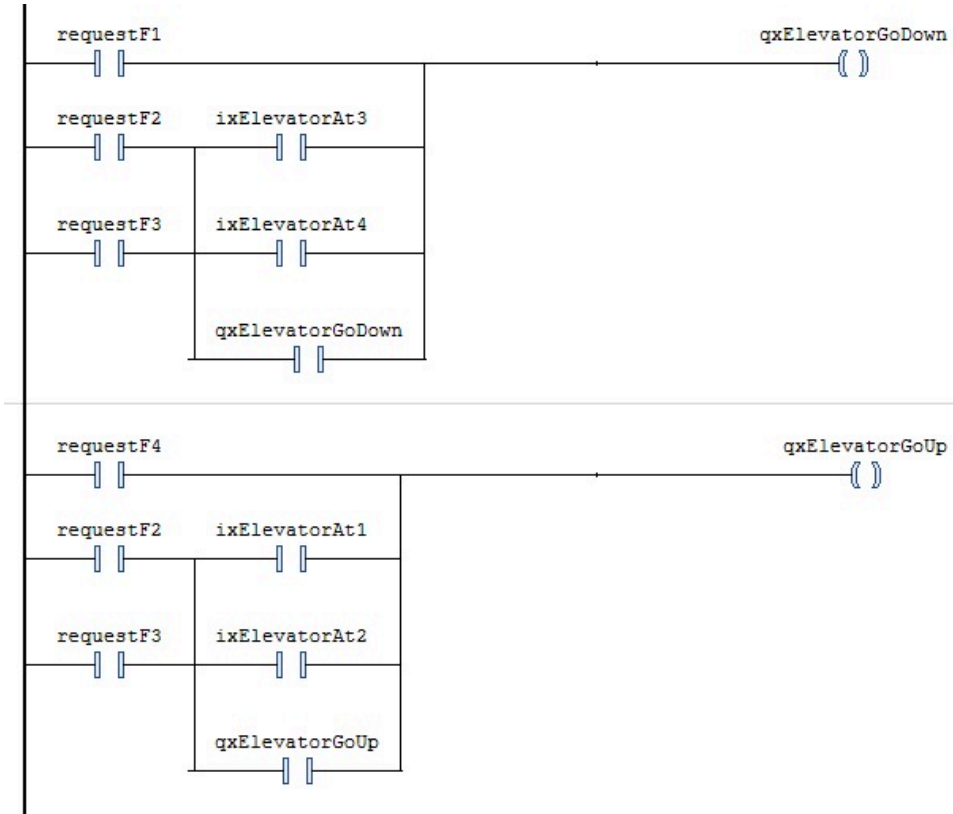 requestF1 qxElevatorGoDown
requestF2 ixElevatorAt3
requestF3 ixElevatorAt4
qxElevatorGoDown
requestF4 qxElevatorGoUp
requestF2 ixElevatorAt1
requestF3 ixElevatorAt2
qxElevatorGoUp